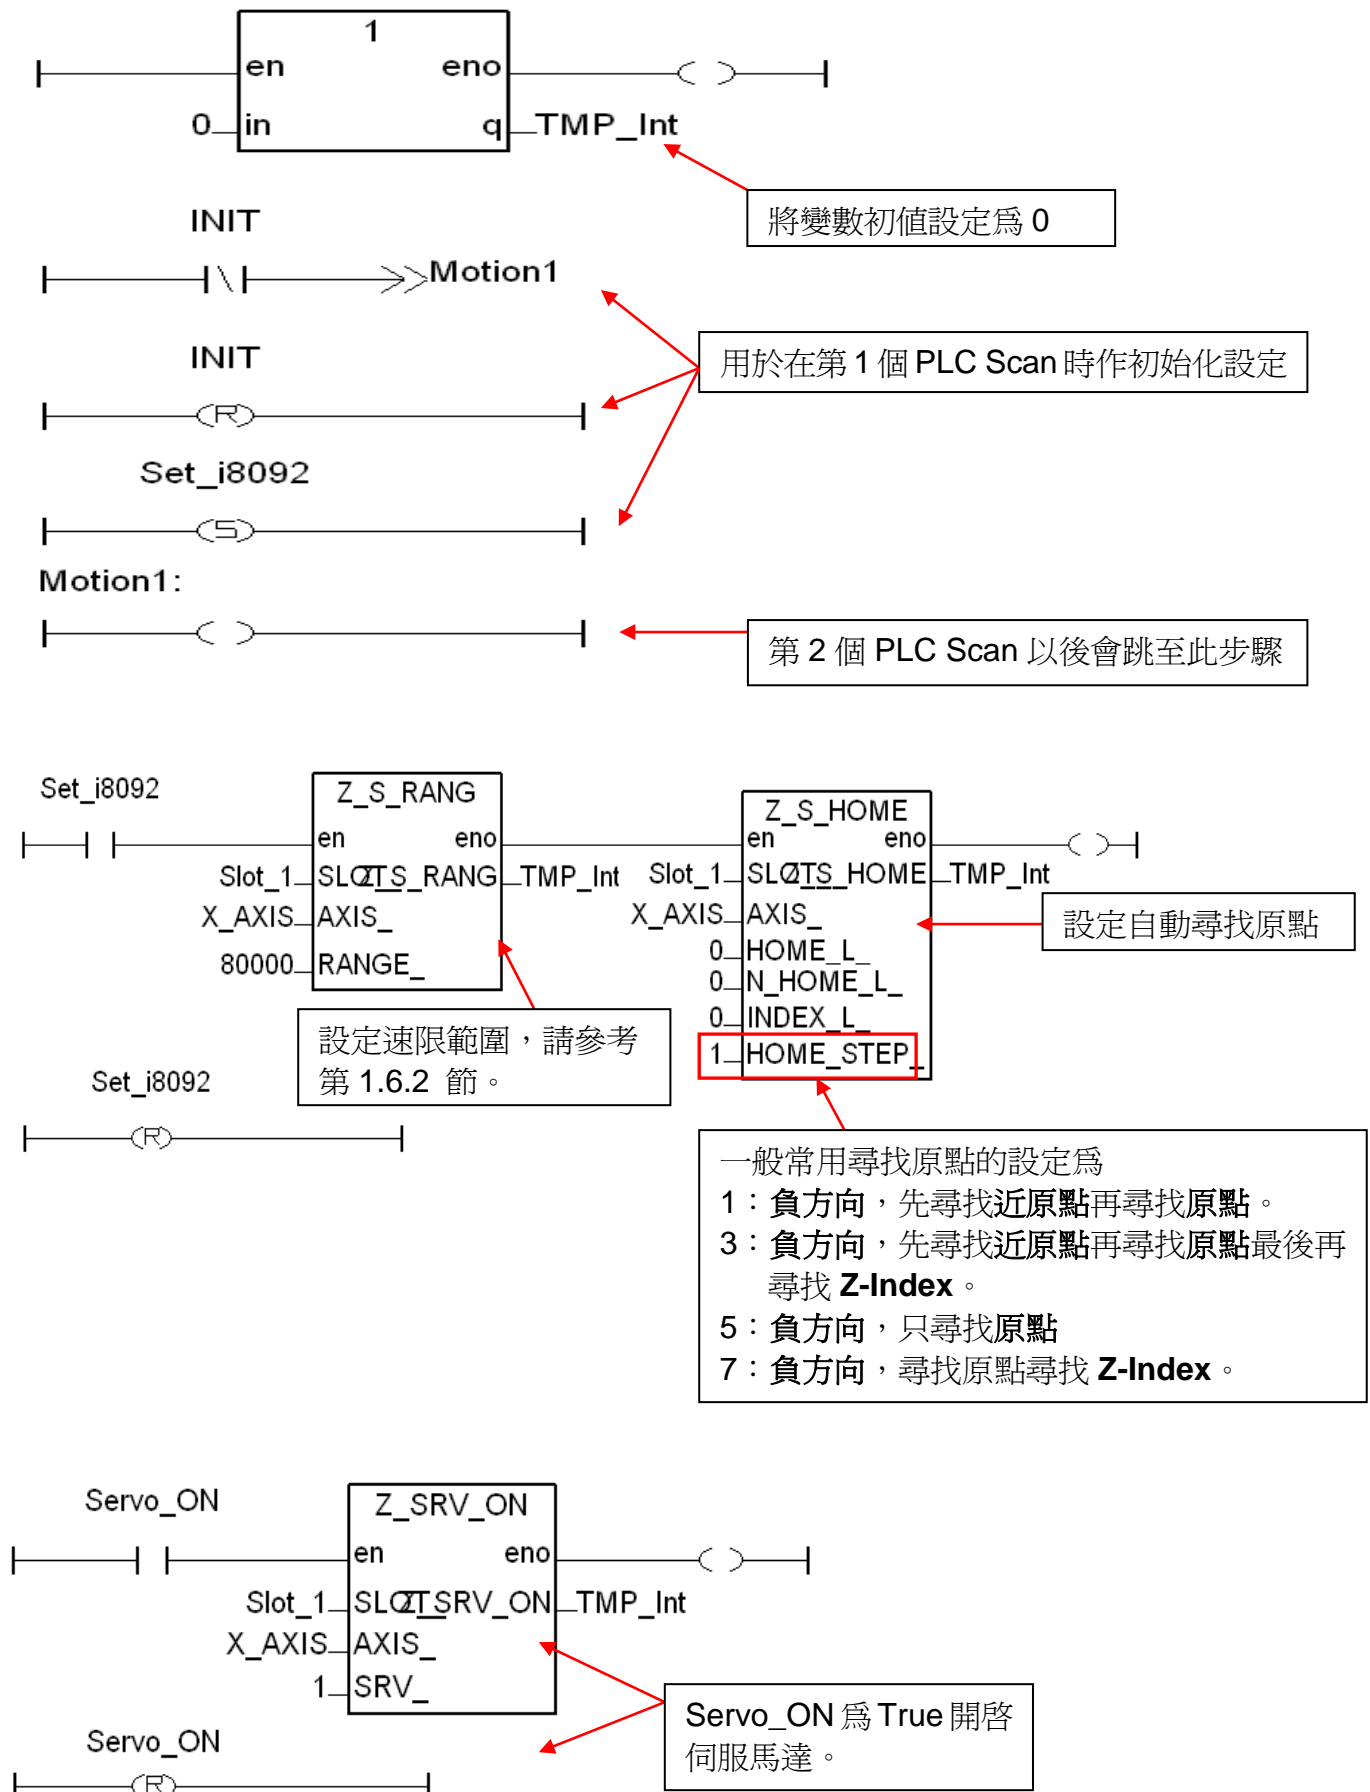 1
en eno
0 in q TMP_Int
將變數初值設定為 0
INIT
Motion1
用於在第 1 個 PLC Scan 時作初始化設定
INIT
R
Set_i8092
S
Motion1:
第 2 個 PLC Scan 以後會跳至此步驟
Set_i8092
Z_S_RANG
en eno
Slot_1 SLOT_ Z_S_RANG TMP_Int
X_AXIS AXIS_
80000 RANGE_
設定速限範圍，請參考
第 1.6.2 節。
Z_S_HOME
en eno
Slot_1 SLOT_ Z_S_HOME TMP_Int
X_AXIS AXIS_
0 HOME_L_
0 N_HOME_L_
0 INDEX_L_
1 HOME_STEP_
設定自動尋找原點
Set_i8092
R
一般常用尋找原點的設定為
1：負方向，先尋找近原點再尋找原點。
3：負方向，先尋找近原點再尋找原點最後再
尋找 Z-Index。
5：負方向，只尋找原點
7：負方向，尋找原點尋找 Z-Index。
Servo_ON
Z_SRV_ON
en eno
Slot_1 SLOT_ Z_SRV_ON TMP_Int
X_AXIS AXIS_
1 SRV_
Servo_ON 為 True 開啓
伺服馬達。
Servo_ON
R